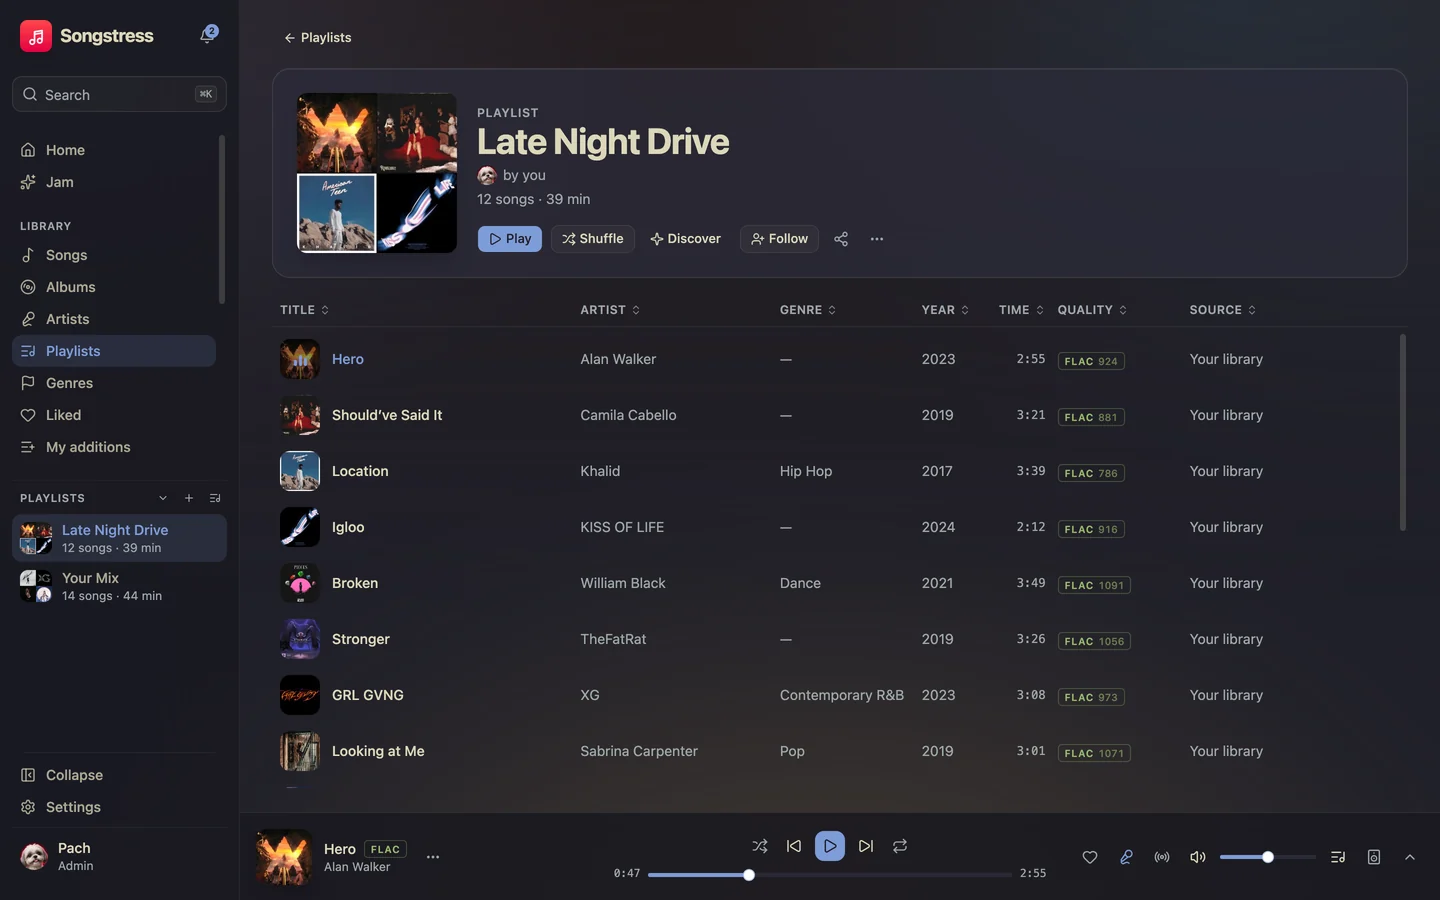 Songstress
2
Search
⌘K
Home
Jam
LIBRARY
Songs
Albums
Artists
Playlists
Genres
Liked
My additions
PLAYLISTS
Late Night Drive
12 songs · 39 min
Your Mix
14 songs · 44 min
Collapse
Settings
Pach
Admin
← Playlists
American
Teen
PLAYLIST
Late Night Drive
by you
12 songs · 39 min
Play
Shuffle
Discover
Follow
TITLE ARTIST GENRE YEAR TIME QUALITY SOURCE
Hero Alan Walker — 2023 2:55 FLAC 924 Your library
Should've Said It Camila Cabello — 2019 3:21 FLAC 881 Your library
Location Khalid Hip Hop 2017 3:39 FLAC 786 Your library
Igloo KISS OF LIFE — 2024 2:12 FLAC 916 Your library
Broken William Black Dance 2021 3:49 FLAC 1091 Your library
Stronger TheFatRat — 2019 3:26 FLAC 1056 Your library
GRL GVNG XG Contemporary R&B 2023 3:08 FLAC 973 Your library
Looking at Me Sabrina Carpenter Pop 2019 3:01 FLAC 1071 Your library
Hero FLAC
Alan Walker
0:47
2:55